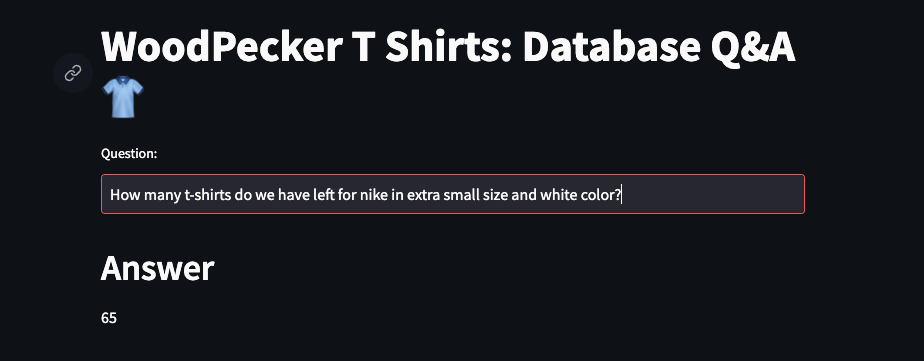 WoodPecker T Shirts: Database Q&A
Question:
How many t-shirts do we have left for nike in extra small size and white color?
Answer
65